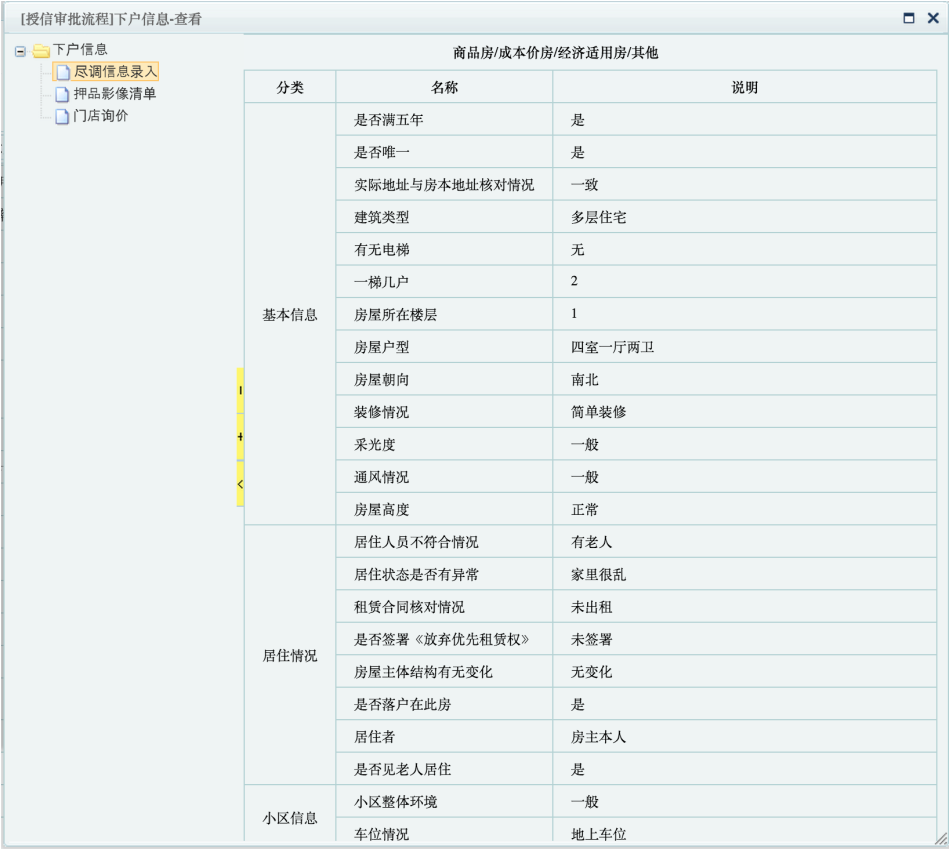 [授信审批流程]下户信息-查看
下户信息
尽调信息录入
押品影像清单
门店询价
商品房/成本价房/经济适用房/其他
分类 名称 说明
基本信息
是否满五年 是
是否唯一 是
实际地址与房本地址核对情况 一致
建筑类型 多层住宅
有无电梯 无
一梯几户 2
房屋所在楼层 1
房屋户型 四室一厅两卫
房屋朝向 南北
装修情况 简单装修
采光度 一般
通风情况 一般
房屋高度 正常
居住情况
居住人员不符合情况 有老人
居住状态是否有异常 家里很乱
租赁合同核对情况 未出租
是否签署《放弃优先租赁权》 未签署
房屋主体结构有无变化 无变化
是否落户在此房 是
居住者 房主本人
是否见老人居住 是
小区信息
小区整体环境 一般
车位情况 地上车位